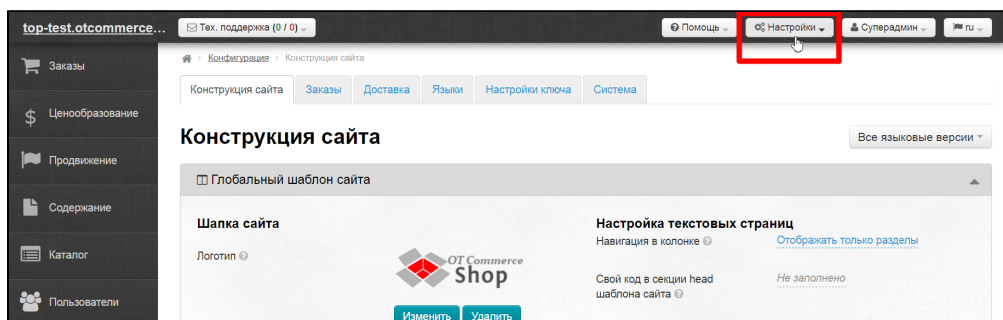 top-test.otcommerce... Тех. поддержка (0 / 0) Помощь Настройки Суперадмин ru
Конфигурация Конструкция сайта
Заказы
Конструкция сайта Заказы Доставка Языки Настройки ключа Система
Ценообразование
Конструкция сайта Все языковые версии
Продвижение
Глобальный шаблон сайта
Содержание
Шапка сайта Настройка текстовых страниц
Навигация в колонке Отображать только разделы
Каталог
Логотип
OT Commerce
Shop
Свой код в секции head Не заполнено
шаблона сайта
Пользователи
Изменить Удалить